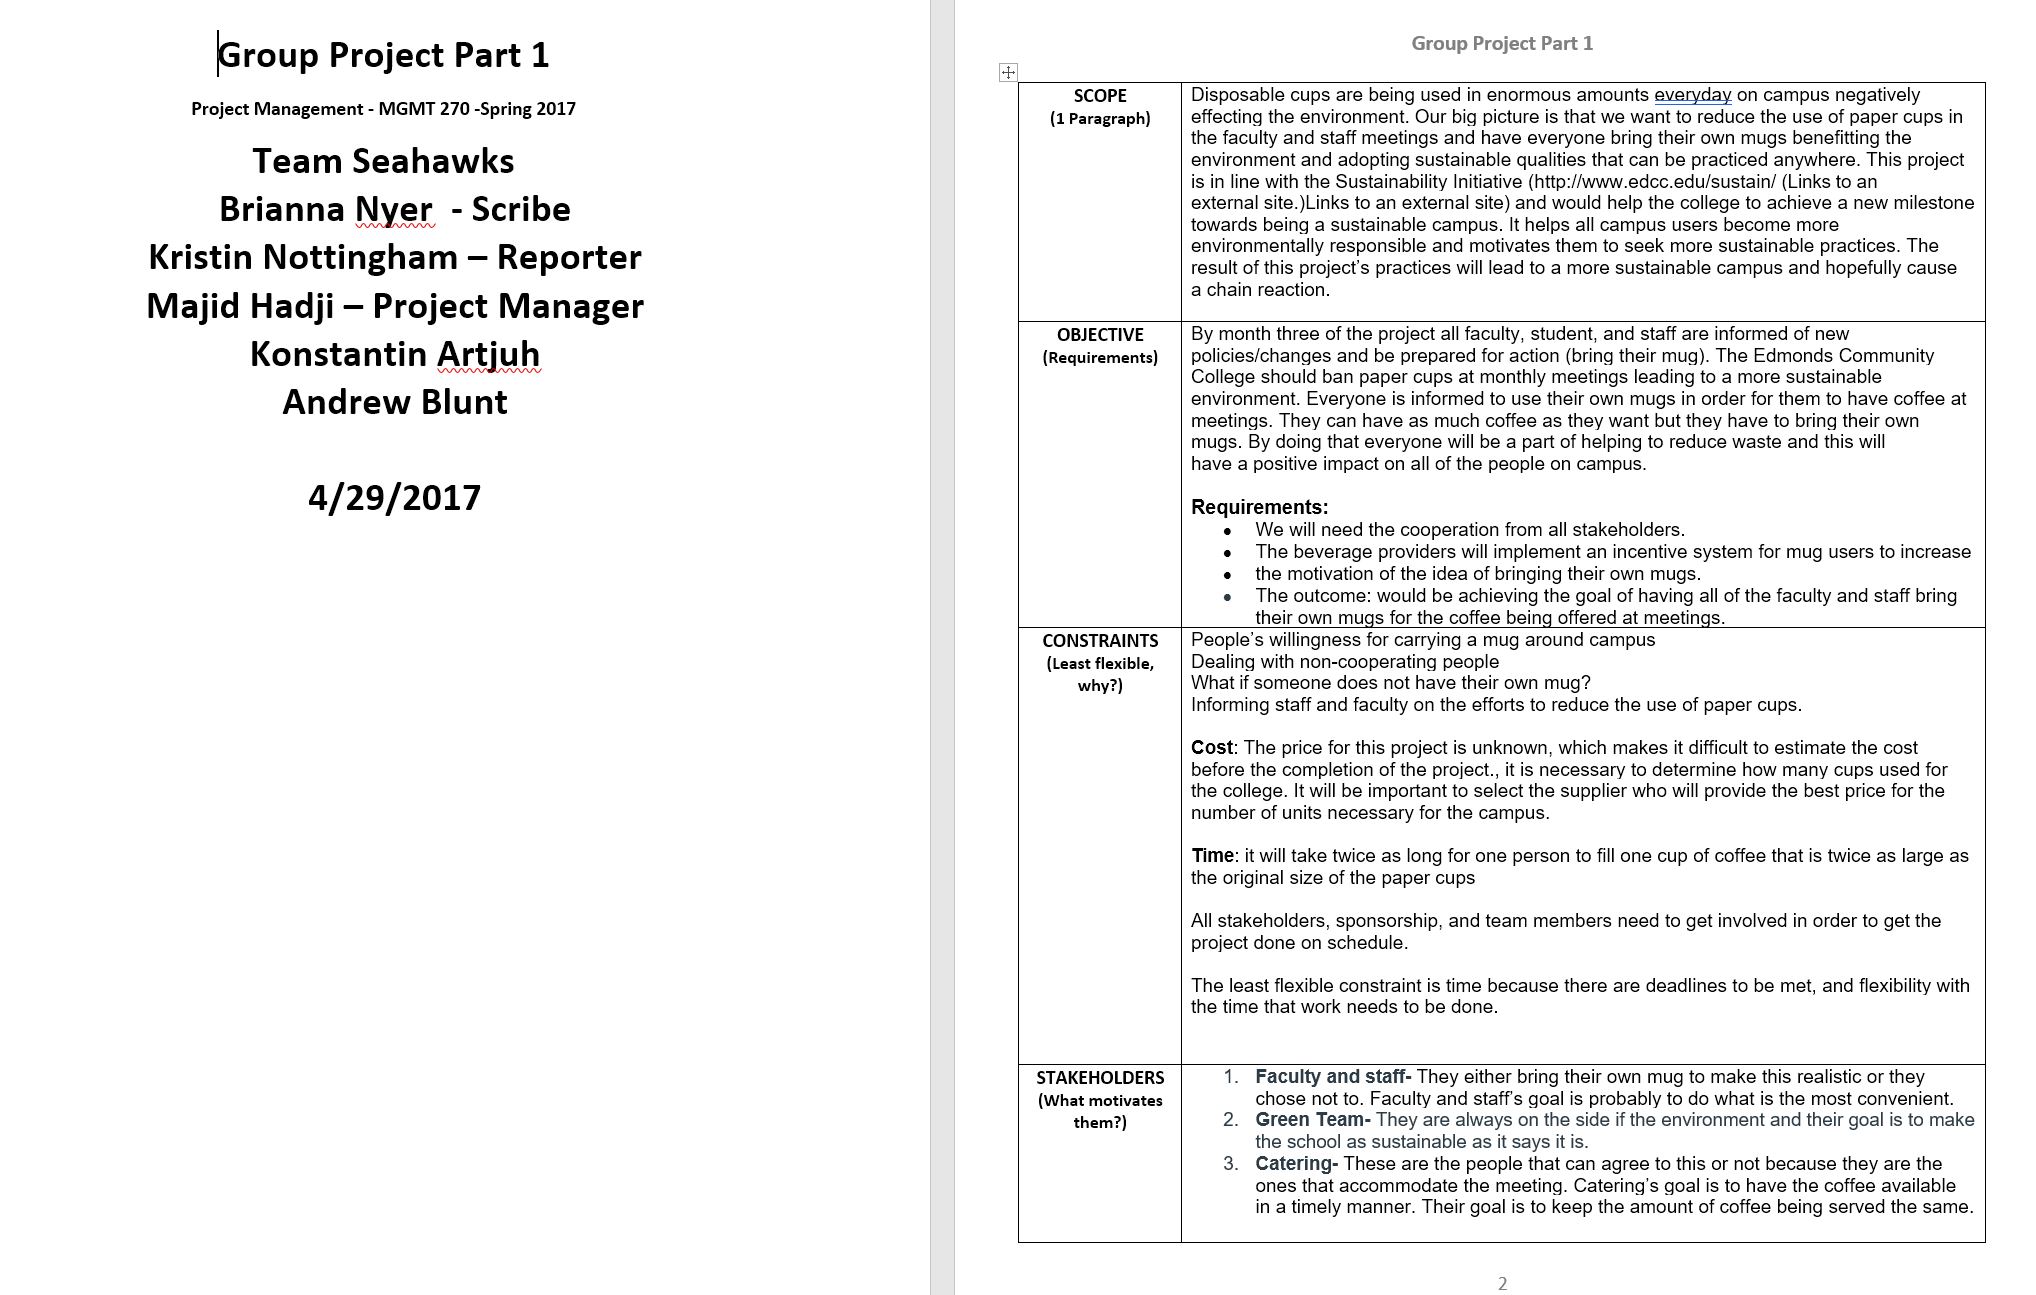 Group Project Part 1
Project Management - MGMT 270 -Spring 2017
Team Seahawks
Brianna Nyer  - Scribe
Kristin Nottingham – Reporter
Majid Hadji – Project Manager
Konstantin Artjuh
Andrew Blunt
4/29/2017
Group Project Part 1
SCOPE
(1 Paragraph)
Disposable cups are being used in enormous amounts everyday on campus negatively
effecting the environment. Our big picture is that we want to reduce the use of paper cups in
the faculty and staff meetings and have everyone bring their own mugs benefitting the
environment and adopting sustainable qualities that can be practiced anywhere. This project
is in line with the Sustainability Initiative (http://www.edcc.edu/sustain/ (Links to an
external site.)Links to an external site) and would help the college to achieve a new milestone
towards being a sustainable campus. It helps all campus users become more
environmentally responsible and motivates them to seek more sustainable practices. The
result of this project’s practices will lead to a more sustainable campus and hopefully cause
a chain reaction.
OBJECTIVE
(Requirements)
By month three of the project all faculty, student, and staff are informed of new
policies/changes and be prepared for action (bring their mug). The Edmonds Community
College should ban paper cups at monthly meetings leading to a more sustainable
environment. Everyone is informed to use their own mugs in order for them to have coffee at
meetings. They can have as much coffee as they want but they have to bring their own
mugs. By doing that everyone will be a part of helping to reduce waste and this will
have a positive impact on all of the people on campus.
Requirements:
• We will need the cooperation from all stakeholders.
• The beverage providers will implement an incentive system for mug users to increase
• the motivation of the idea of bringing their own mugs.
• The outcome: would be achieving the goal of having all of the faculty and staff bring
their own mugs for the coffee being offered at meetings.
CONSTRAINTS
(Least flexible,
why?)
People’s willingness for carrying a mug around campus
Dealing with non-cooperating people
What if someone does not have their own mug?
Informing staff and faculty on the efforts to reduce the use of paper cups.
Cost: The price for this project is unknown, which makes it difficult to estimate the cost
before the completion of the project., it is necessary to determine how many cups used for
the college. It will be important to select the supplier who will provide the best price for the
number of units necessary for the campus.
Time: it will take twice as long for one person to fill one cup of coffee that is twice as large as
the original size of the paper cups
All stakeholders, sponsorship, and team members need to get involved in order to get the
project done on schedule.
The least flexible constraint is time because there are deadlines to be met, and flexibility with
the time that work needs to be done.
STAKEHOLDERS
(What motivates
them?)
1. Faculty and staff- They either bring their own mug to make this realistic or they
chose not to. Faculty and staff’s goal is probably to do what is the most convenient.
2. Green Team- They are always on the side if the environment and their goal is to make
the school as sustainable as it says it is.
3. Catering- These are the people that can agree to this or not because they are the
ones that accommodate the meeting. Catering’s goal is to have the coffee available
in a timely manner. Their goal is to keep the amount of coffee being served the same.
2